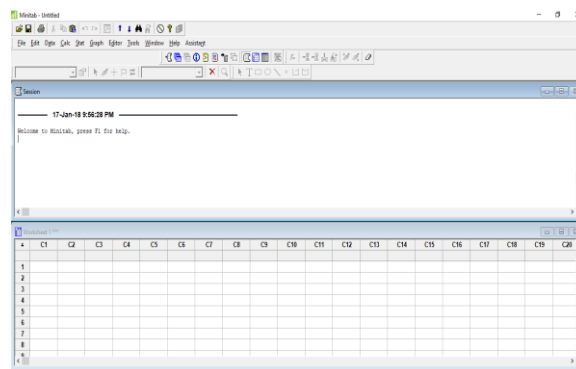 Minitab - Untitled
File Edit Data Calc Stat Graph Editor Tools Window Help Assistant
Session
17-Jan-18 9:56:28 PM
Welcome to Minitab, press F1 for help.
Worksheet 1 ***
C1 C2 C3 C4 C5 C6 C7 C8 C9 C10 C11 C12 C13 C14 C15 C16 C17 C18 C19 C20
1
2
3
4
5
6
7
8
9